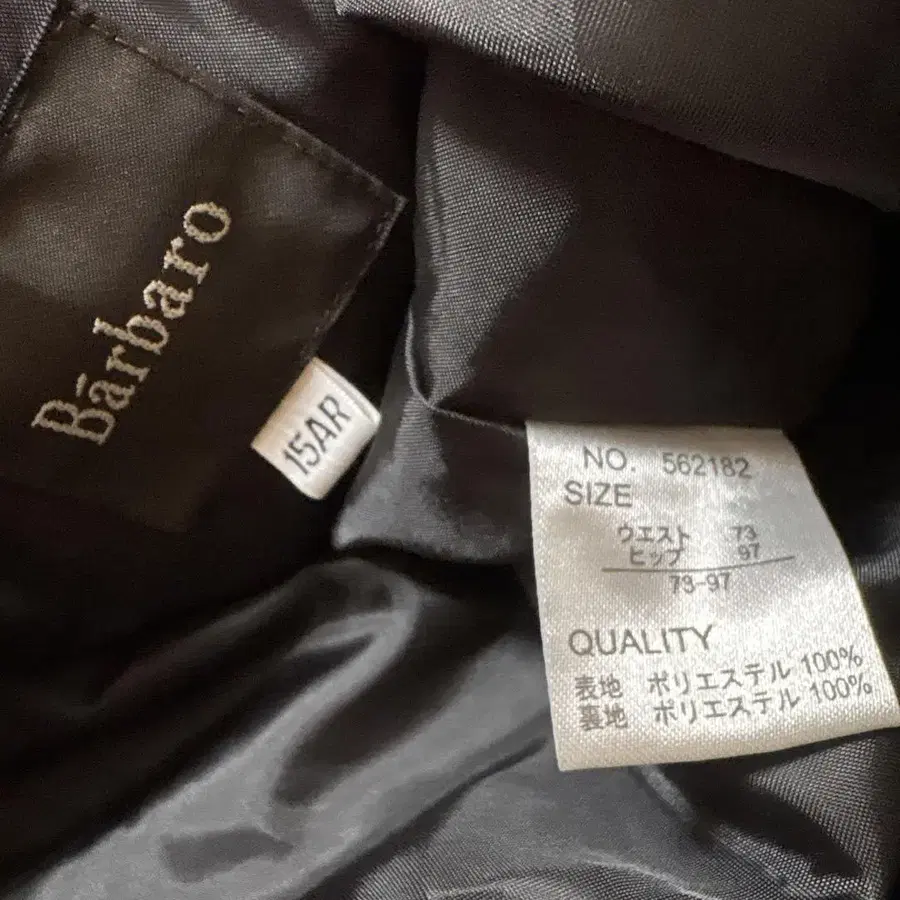 Bārbaro
15AR
NO. 562182
SIZE
ウエスト 73
ヒップ 97
73-97
QUALITY
表地 ポリエステル 100%
裏地 ポリエステル 100%